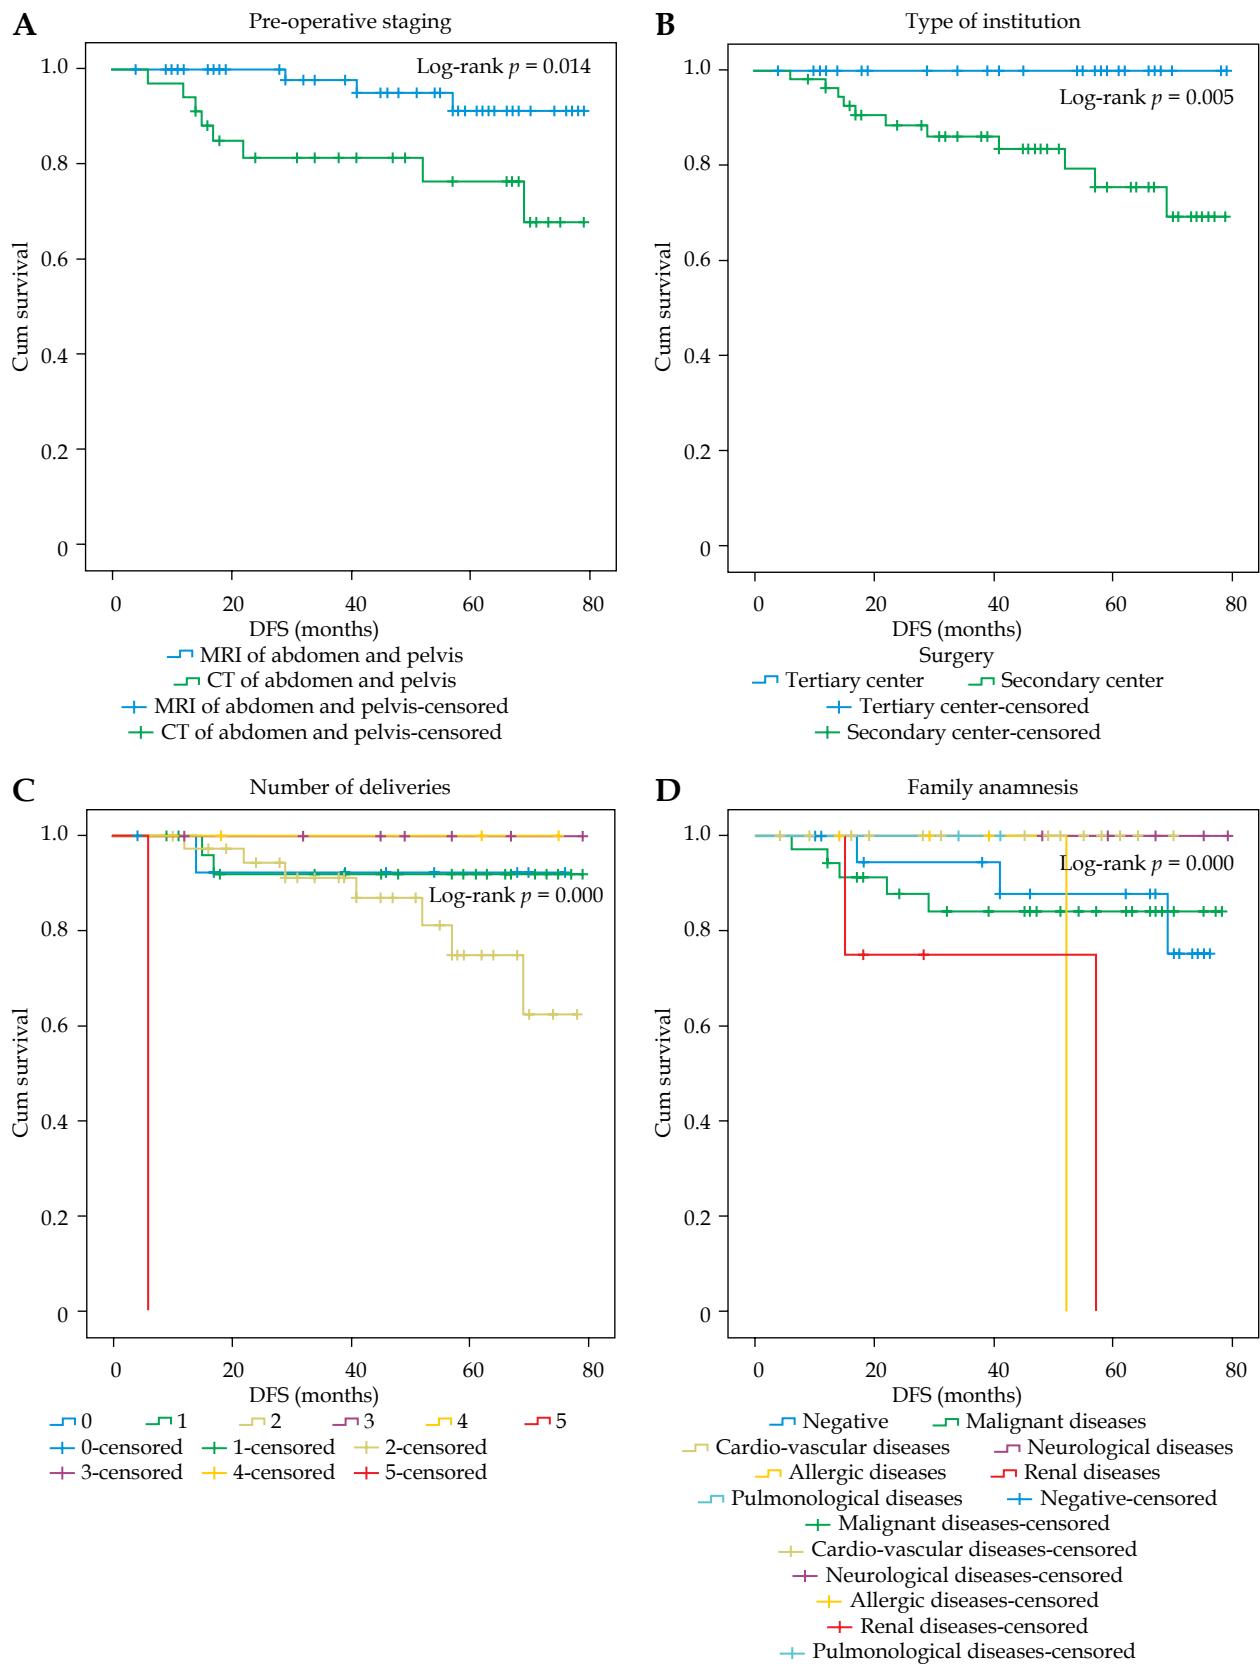 A
Pre-operative staging
Log-rank p = 0.014
Cum survival
1.0
0.8
0.6
0.4
0.2
0
0 20 40 60 80
DFS (months)
MRI of abdomen and pelvis
CT of abdomen and pelvis
MRI of abdomen and pelvis-censored
CT of abdomen and pelvis-censored
B
Type of institution
Log-rank p = 0.005
Cum survival
1.0
0.8
0.6
0.4
0.2
0
0 20 40 60 80
DFS (months)
Surgery
Tertiary center Secondary center
Tertiary center-censored
Secondary center-censored
C
Number of deliveries
Log-rank p = 0.000
Cum survival
1.0
0.8
0.6
0.4
0.2
0
0 20 40 60 80
DFS (months)
0 1 2 3 4 5
0-censored 1-censored 2-censored
3-censored 4-censored 5-censored
D
Family anamnesis
Log-rank p = 0.000
Cum survival
1.0
0.8
0.6
0.4
0.2
0
0 20 40 60 80
DFS (months)
Negative Malignant diseases
Cardio-vascular diseases Neurological diseases
Allergic diseases Renal diseases
Pulmonological diseases Negative-censored
Malignant diseases-censored
Cardio-vascular diseases-censored
Neurological diseases-censored
Allergic diseases-censored
Renal diseases-censored
Pulmonological diseases-censored